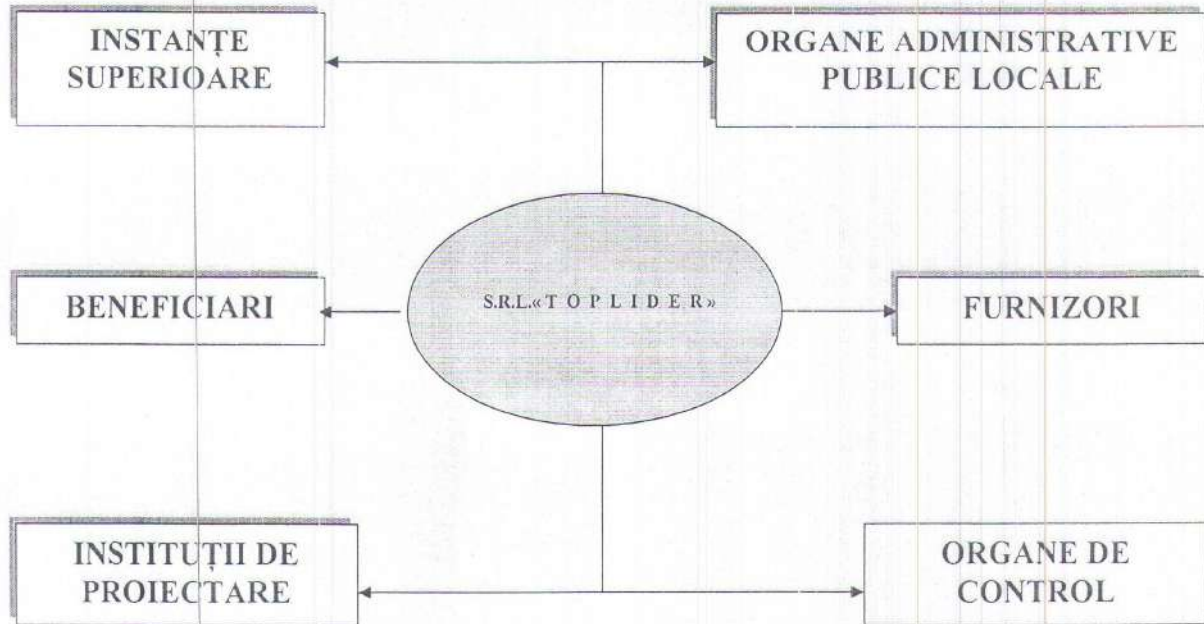 INSTANȚE
SUPERIOARE
ORGANE ADMINISTRATIVE
PUBLICE LOCALE
BENEFICIARI
S.R.L.«T O P L I D E R»
FURNIZORI
INSTITUȚII DE
PROIECTARE
ORGANE DE
CONTROL